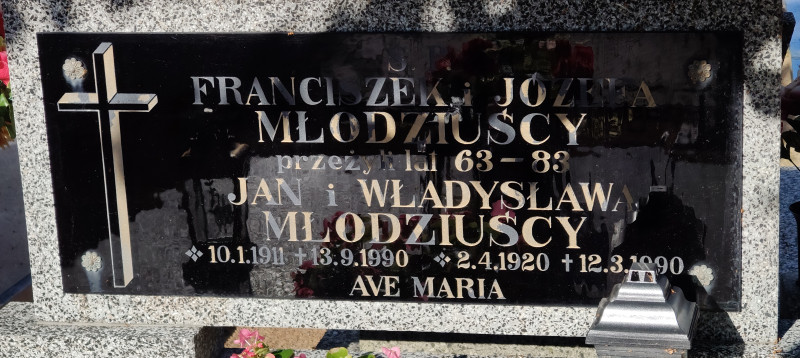 Ś
FRANCISZEK i JÓZEFA
MŁODZIUSCY
przeżyli lat 63-83
JAN i WŁADYSŁAWA
MŁODZIUSCY
10.1.1911 †13.9.1990 2.4.1920 †12.3.1990
AVE MARIA